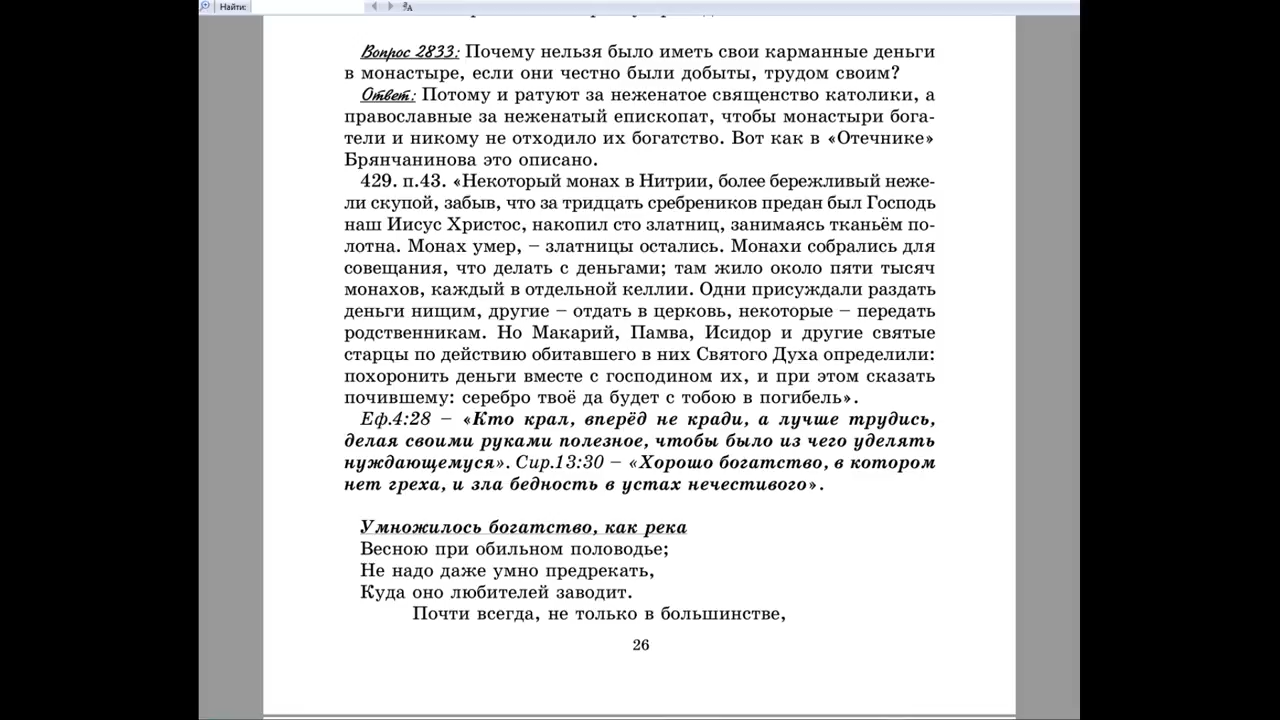 Найти:
Вопрос 2833: Почему нельзя было иметь свои карманные деньги
в монастыре, если они честно были добыты, трудом своим?
Ответ: Потому и ратуют за неженатое священство католики, а
православные за неженатый епископат, чтобы монастыри бога-
тели и никому не отходило их богатство. Вот как в «Отечнике»
Брянчанинова это описано.
429. п.43. «Некоторый монах в Нитрии, более бережливый неже-
ли скупой, забыв, что за тридцать сребреников предан был Господь
наш Иисус Христос, накопил сто златниц, занимаясь тканьём по-
лотна. Монах умер, – златницы остались. Монахи собрались для
совещания, что делать с деньгами; там жило около пяти тысяч
монахов, каждый в отдельной келлии. Одни присуждали раздать
деньги нищим, другие – отдать в церковь, некоторые – передать
родственникам. Но Макарий, Памва, Исидор и другие святые
старцы по действию обитавшего в них Святого Духа определили:
похоронить деньги вместе с господином их, и при этом сказать
почившему: серебро твоё да будет с тобою в погибель».
Еф.4:28 – «Кто крал, вперёд не кради, а лучше трудись,
делая своими руками полезное, чтобы было из чего уделять
нуждающемуся». Сир.13:30 – «Хорошо богатство, в котором
нет греха, и зла бедность в устах нечестивого».
Умножилось богатство, как река
Весною при обильном половодье;
Не надо даже умно предрекать,
Куда оно любителей заводит.
Почти всегда, не только в большинстве,
26